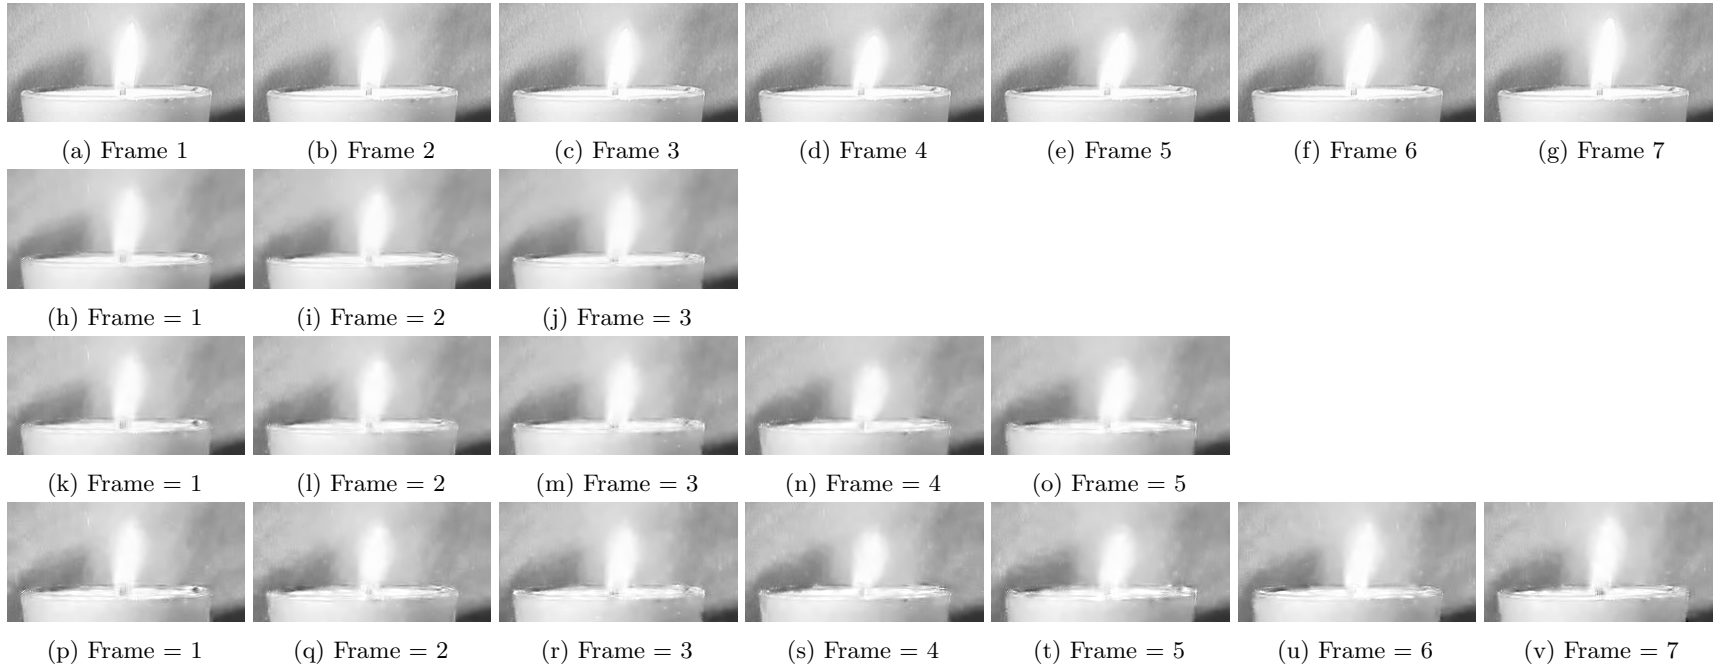 (a) Frame 1 (b) Frame 2 (c) Frame 3 (d) Frame 4 (e) Frame 5 (f) Frame 6 (g) Frame 7
(h) Frame = 1 (i) Frame = 2 (j) Frame = 3
(k) Frame = 1 (l) Frame = 2 (m) Frame = 3 (n) Frame = 4 (o) Frame = 5
(p) Frame = 1 (q) Frame = 2 (r) Frame = 3 (s) Frame = 4 (t) Frame = 5 (u) Frame = 6 (v) Frame = 7